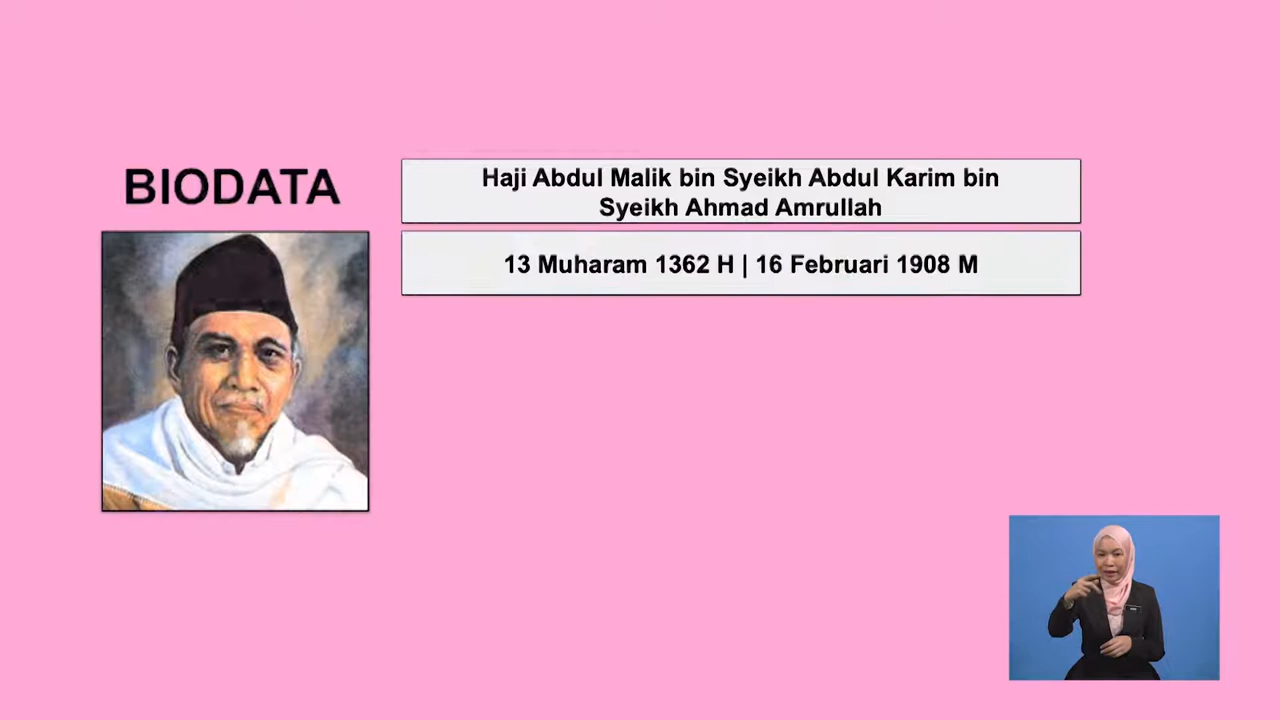 BIODATA
Haji Abdul Malik bin Syeikh Abdul Karim bin
Syeikh Ahmad Amrullah
13 Muharam 1362 H | 16 Februari 1908 M